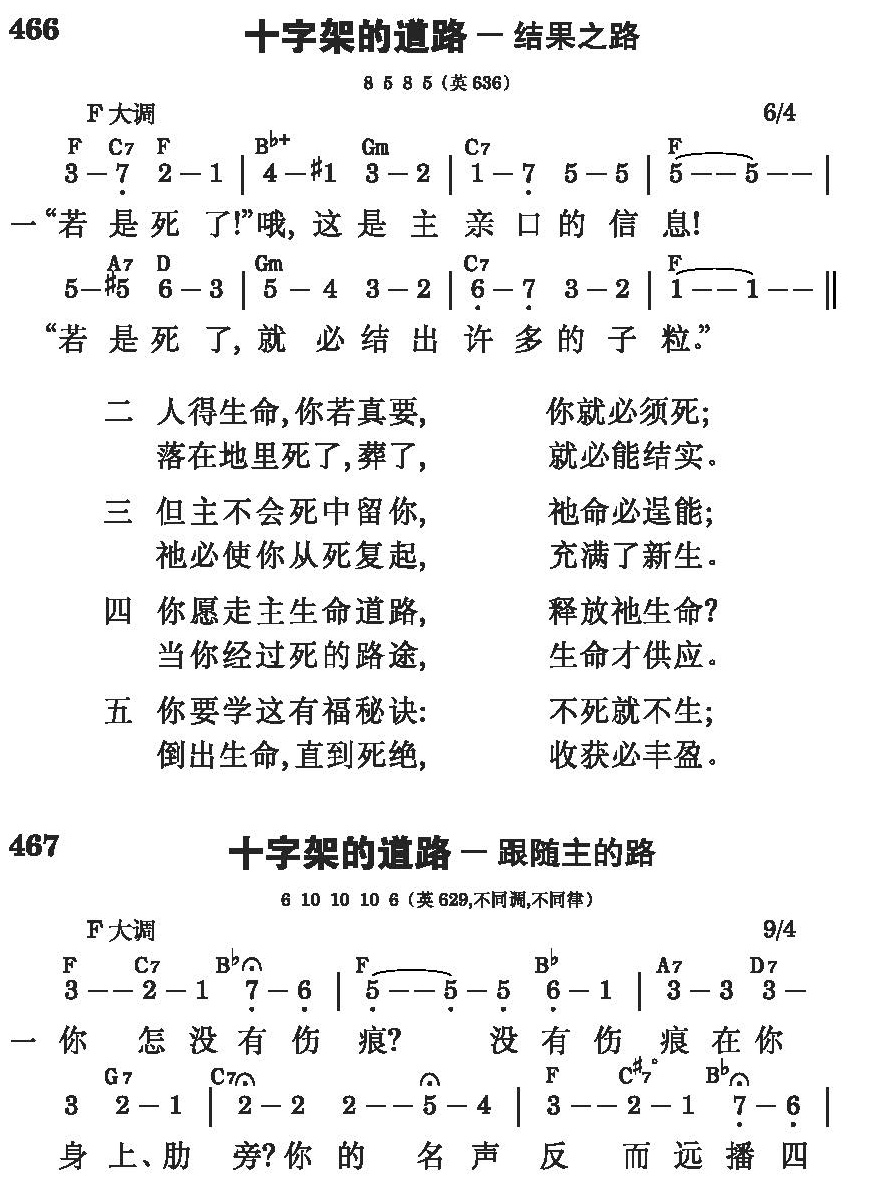 466 十字架的道路 — 结果之路
8 5 8 5 (英636)
F大调 6/4
F C7 F B♭+ Gm C7 F
3 – 7̣ 2 – 1 | 4 – ♯1 3 – 2 | 1 – 7̣ 5 – 5 | 5 – – 5 – – |
一 “若是死了!”哦, 这是主亲口的信息!
A7 D Gm C7 F
5 – ♯5 6 – 3 | 5 – 4 3 – 2 | 6̣ – 7̣ 3 – 2 | 1 – – 1 – – ‖
“若是死了, 就必结出许多的子粒。”
二 人得生命,你若真要, 你就必须死;
落在地里死了,葬了, 就必能结实。
三 但主不会死中留你, 祂命必逞能;
祂必使你从死复起, 充满了新生。
四 你愿走主生命道路, 释放祂生命?
当你经过死的路途, 生命才供应。
五 你要学这有福秘诀: 不死就不生;
倒出生命,直到死绝, 收获必丰盈。
467 十字架的道路 — 跟随主的路
6 10 10 10 6 (英629,不同调,不同律)
F大调 9/4
F C7 B♭ F B♭ A7 D7
3 – – 2 – 1 7̣ – 6̣ | 5̣ – – 5̣ – 5̣ 6̣ – 1 | 3 – 3 3 –
一 你怎没有伤痕? 没有伤痕在你
G7 C7 F C♯7° B♭
3 2 – 1 | 2 – 2 2 – – 5̣ – 4 | 3 – – 2 – 1 7̣ – 6̣ |
身上、肋旁?你的名声反而远播四